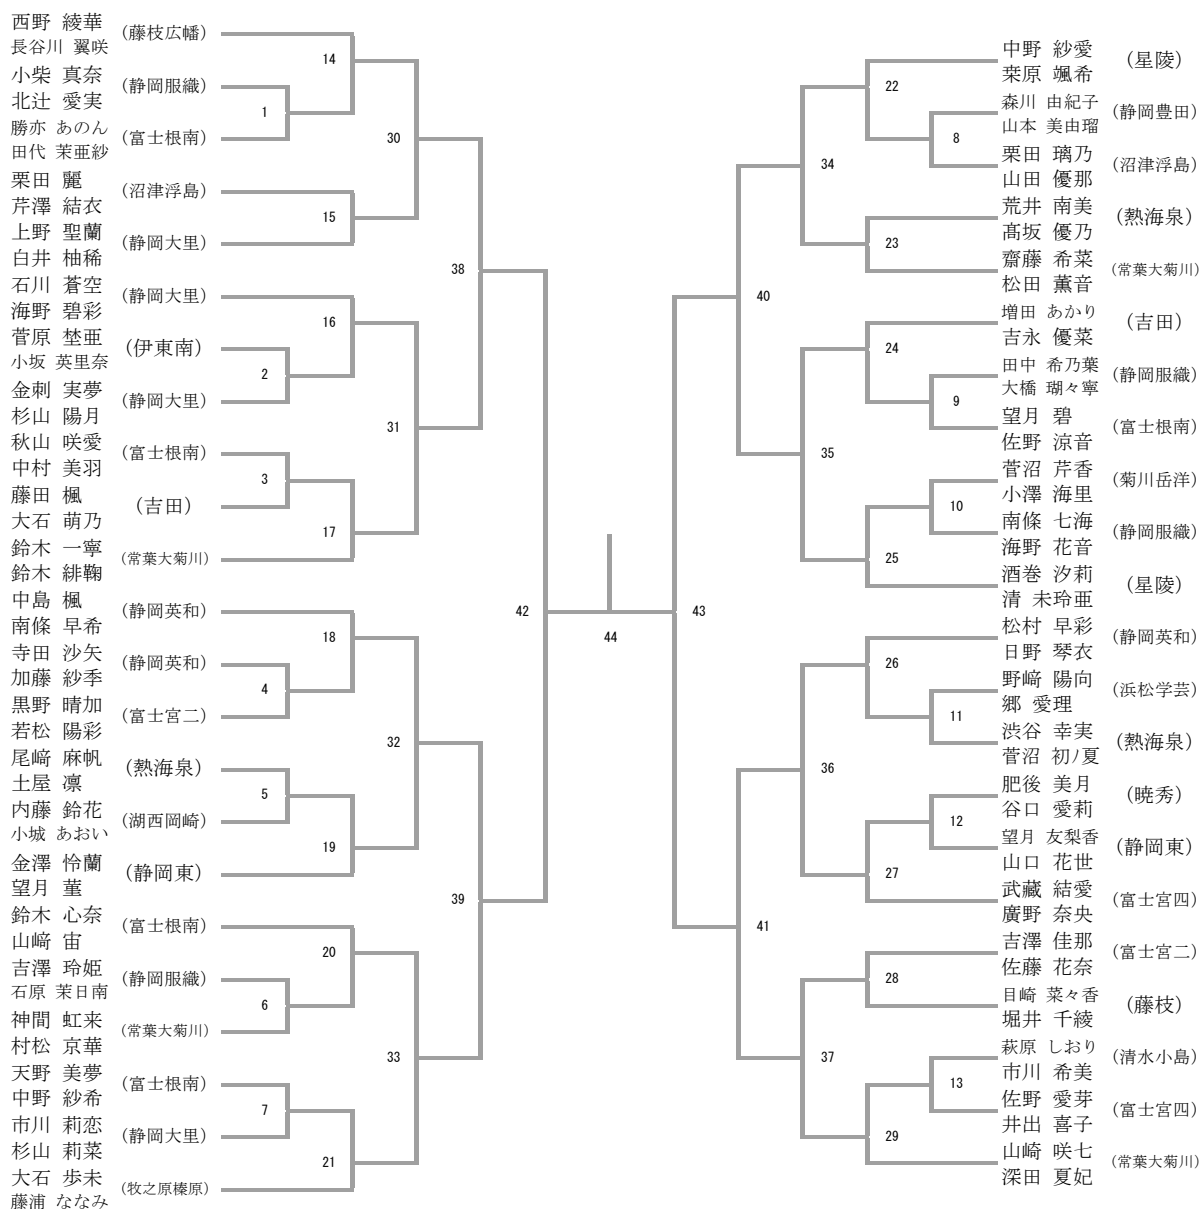 西野 綾華
長谷川 翼咲
(藤枝広幡)
小柴 真奈
北辻 愛実
(静岡服織)
勝亦 あのん
田代 茉亜紗
(富士根南)
栗田 麗
芹澤 結衣
(沼津浮島)
上野 聖蘭
白井 柚稀
(静岡大里)
石川 蒼空
海野 碧彩
(静岡大里)
菅原 埜亜
小坂 英里奈
(伊東南)
金刺 実夢
杉山 陽月
(静岡大里)
秋山 咲愛
中村 美羽
(富士根南)
藤田 楓
大石 萌乃
(吉田)
鈴木 一寧
鈴木 緋鞠
(常葉大菊川)
中島 楓
南條 早希
(静岡英和)
寺田 沙矢
加藤 紗季
(静岡英和)
黒野 晴加
若松 陽彩
(富士宮二)
尾﨑 麻帆
土屋 凛
(熱海泉)
内藤 鈴花
小城 あおい
(湖西岡崎)
金澤 怜蘭
望月 菫
(静岡東)
鈴木 心奈
山﨑 宙
(富士根南)
吉澤 玲姫
石原 茉日南
(静岡服織)
神間 虹来
村松 京華
(常葉大菊川)
天野 美夢
中野 紗希
(富士根南)
市川 莉恋
杉山 莉菜
(静岡大里)
大石 歩未
藤浦 ななみ
(牧之原榛原)
1
2
3
4
5
6
7
14
15
16
17
18
19
20
21
30
31
32
33
38
39
42
44
43
40
41
34
35
36
37
22
23
24
25
26
27
28
29
8
9
10
11
12
13
中野 紗愛
桒原 颯希
(星陵)
森川 由紀子
山本 美由瑠
(静岡豊田)
栗田 璃乃
山田 優那
(沼津浮島)
荒井 南美
髙坂 優乃
(熱海泉)
齋藤 希菜
松田 薫音
(常葉大菊川)
増田 あかり
吉永 優菜
(吉田)
田中 希乃葉
大橋 瑚々寧
(静岡服織)
望月 碧
佐野 涼音
(富士根南)
菅沼 芹香
小澤 海里
(菊川岳洋)
南條 七海
海野 花音
(静岡服織)
酒巻 汐莉
清 未玲亜
(星陵)
松村 早彩
日野 琴衣
(静岡英和)
野﨑 陽向
郷 愛理
(浜松学芸)
渋谷 幸実
菅沼 初ノ夏
(熱海泉)
肥後 美月
谷口 愛莉
(暁秀)
望月 友梨香
山口 花世
(静岡東)
武藏 結愛
廣野 奈央
(富士宮四)
吉澤 佳那
佐藤 花奈
(富士宮二)
目崎 菜々香
堀井 千綾
(藤枝)
萩原 しおり
市川 希美
(清水小島)
佐野 愛芽
井出 喜子
(富士宮四)
山崎 咲七
深田 夏妃
(常葉大菊川)